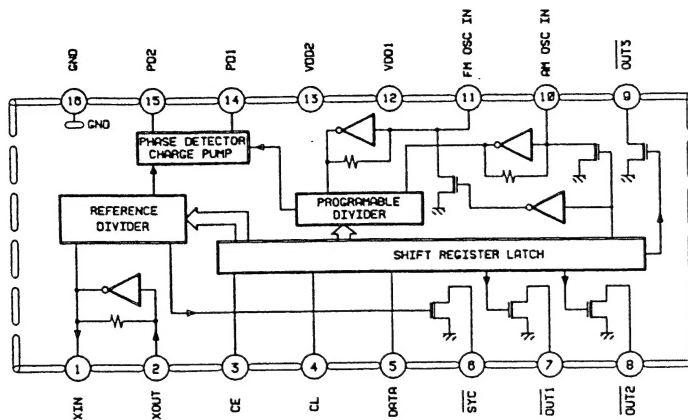 GND
PD2
PD1
VDD2
VDD1
FM OSC IN
AM OSC IN
OUT3
16
15
14
13
12
11
10
9
GND
PHASE DETECTOR
CHARGE PUMP
REFERENCE
DIVIDER
PROGRAMABLE
DIVIDER
SHIFT REGISTER LATCH
1
2
3
4
5
6
7
8
XIN
XOUT
CE
CL
DATA
SYC
OUT1
OUT2